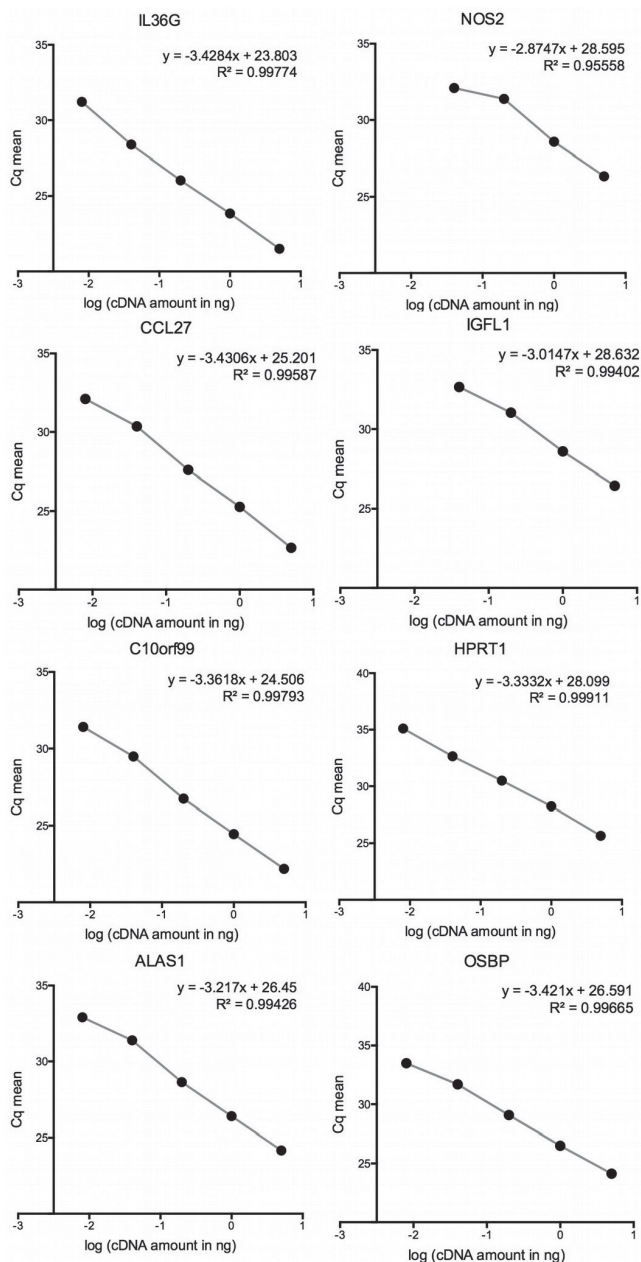 IL36G
y = -3.4284x + 23.803
R² = 0.99774
35
30
25
Cq mean
-3 -2 -1 0 1
log (cDNA amount in ng)
NOS2
y = -2.8747x + 28.595
R² = 0.95558
35
30
25
Cq mean
-3 -2 -1 0 1
log (cDNA amount in ng)
CCL27
y = -3.4306x + 25.201
R² = 0.99587
35
30
25
Cq mean
-3 -2 -1 0 1
log (cDNA amount in ng)
IGFL1
y = -3.0147x + 28.632
R² = 0.99402
35
30
25
Cq mean
-3 -2 -1 0 1
log (cDNA amount in ng)
C10orf99
y = -3.3618x + 24.506
R² = 0.99793
35
30
25
Cq mean
-3 -2 -1 0 1
log (cDNA amount in ng)
HPRT1
y = -3.3332x + 28.099
R² = 0.99911
40
35
30
25
Cq mean
-3 -2 -1 0 1
log (cDNA amount in ng)
ALAS1
y = -3.217x + 26.45
R² = 0.99426
35
30
25
Cq mean
-3 -2 -1 0 1
log (cDNA amount in ng)
OSBP
y = -3.421x + 26.591
R² = 0.99665
40
35
30
25
Cq mean
-3 -2 -1 0 1
log (cDNA amount in ng)